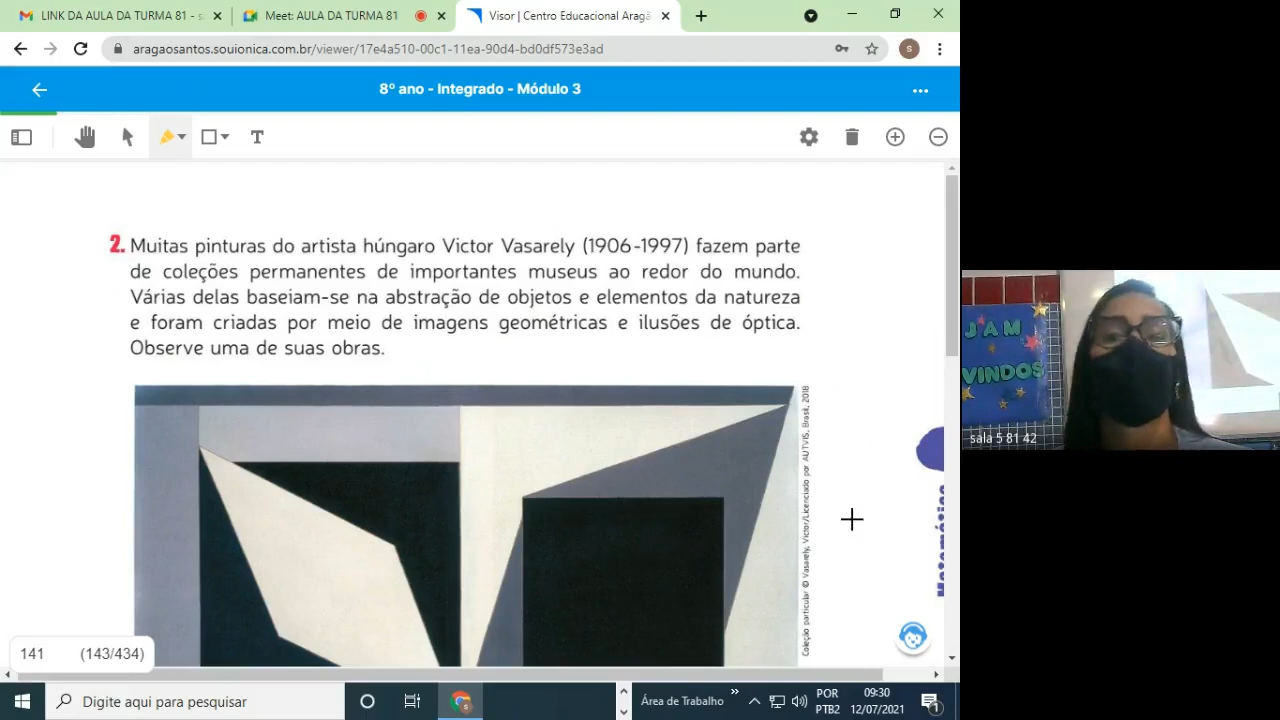 LINK DA AULA DA TURMA 81 - s
Meet: AULA DA TURMA 81
Visor | Centro Educacional Aragã
aragaosantos.souionica.com.br/viewer/17e4a510-00c1-11ea-90d4-bd0df573e3ad
s
8º ano - Integrado - Módulo 3
T
2. Muitas pinturas do artista húngaro Victor Vasarely (1906-1997) fazem parte
de coleções permanentes de importantes museus ao redor do mundo.
Várias delas baseiam-se na abstração de objetos e elementos da natureza
e foram criadas por meio de imagens geométricas e ilusões de óptica.
Observe uma de suas obras.
Coleção particular © Vasarely, Victor/Licenciado por AUTVIS, Brasil, 2018
JAM
VINDOS
sala 5 81 42
141 (143/434)
Digite aqui para pesquisar
Área de Trabalho
POR
PTB2
09:30
12/07/2021
1